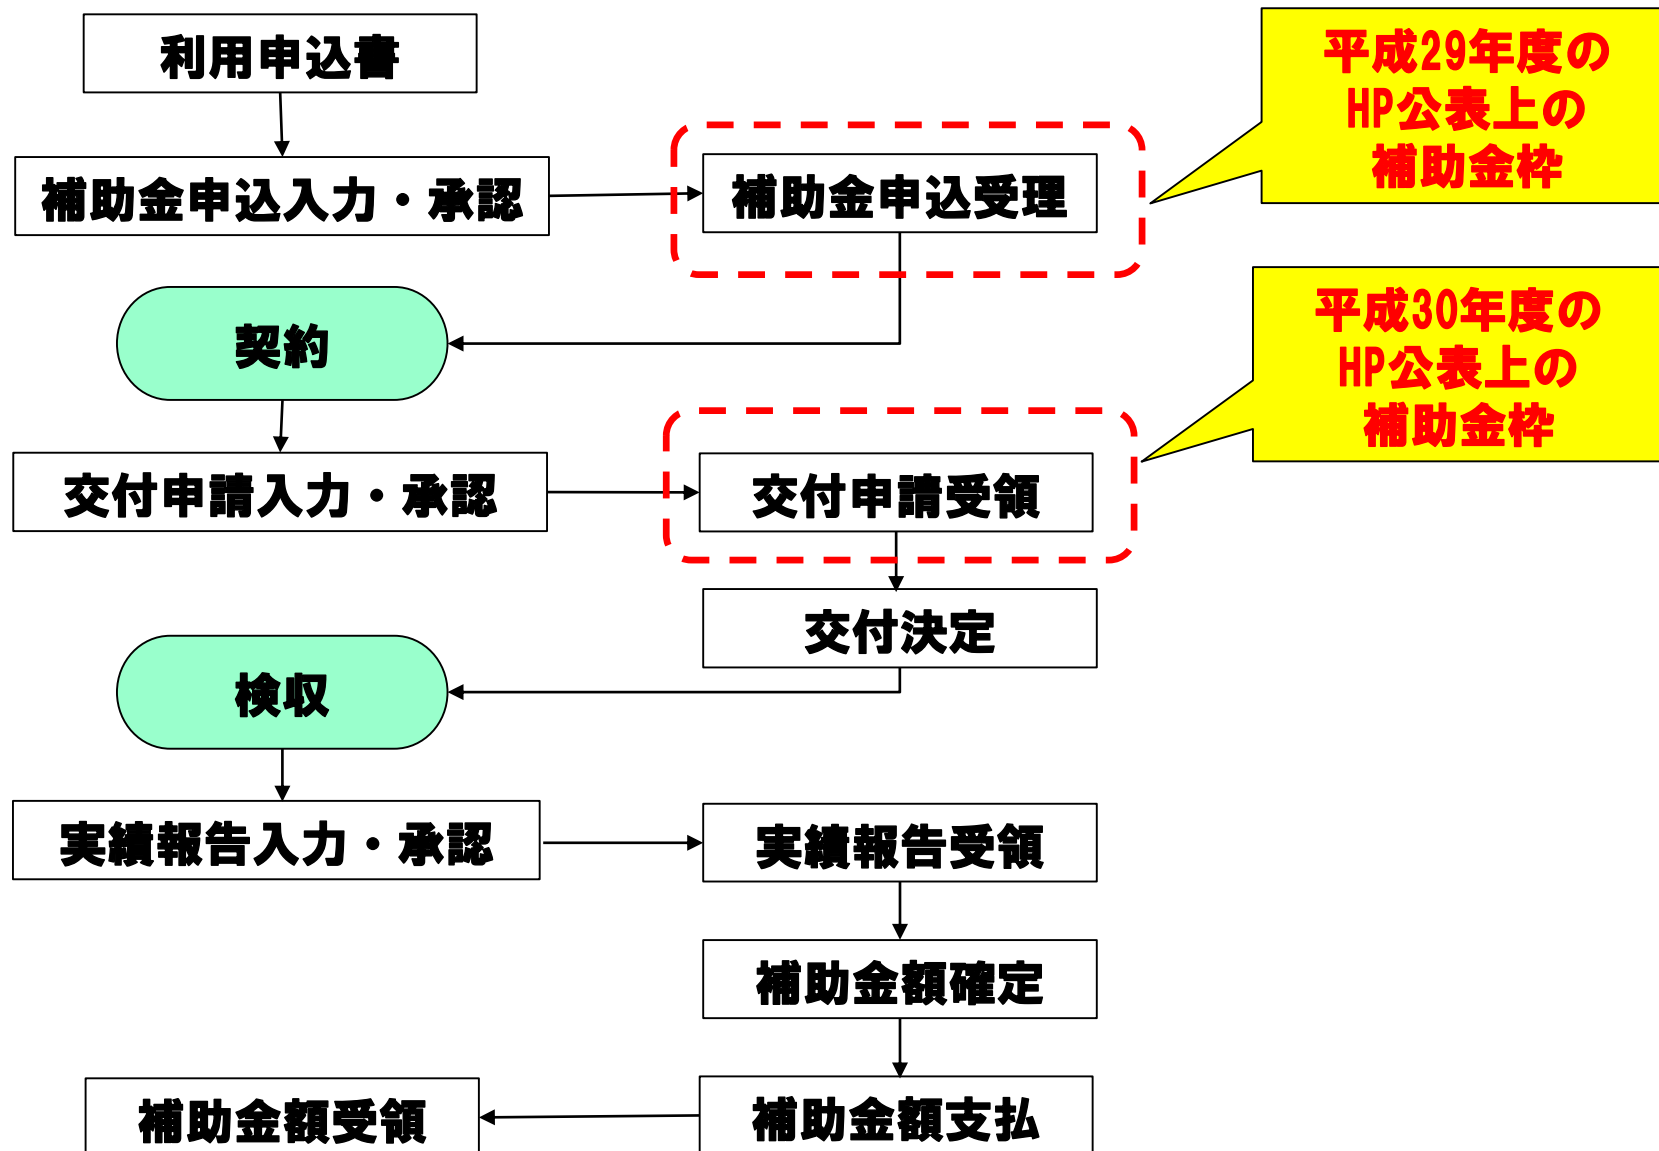 利用申込書
平成29年度の
HP公表上の
補助金枠
補助金申込入力・承認
補助金申込受理
平成30年度の
HP公表上の
補助金枠
契約
交付申請入力・承認
交付申請受領
交付決定
検収
実績報告入力・承認
実績報告受領
補助金額確定
補助金額支払
補助金額受領